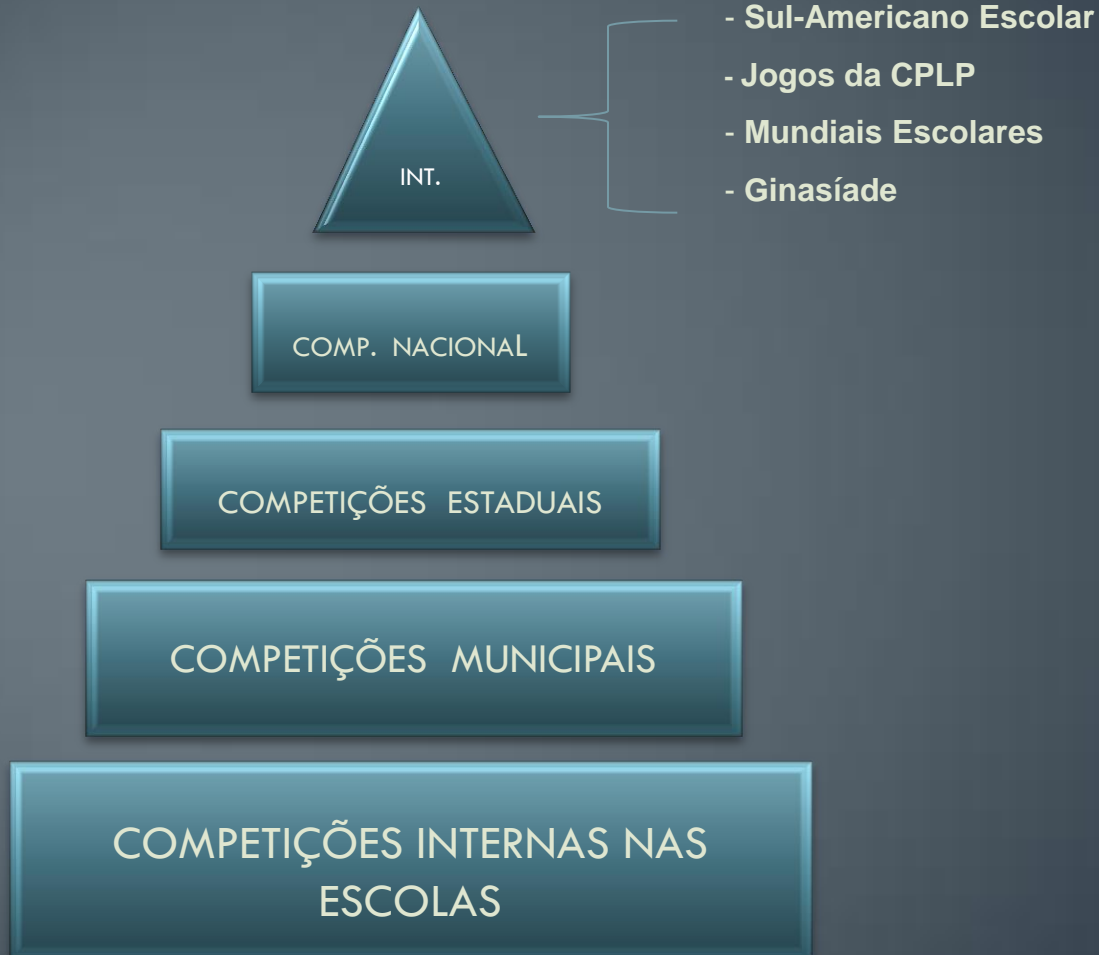 - Sul-Americano Escolar
- Jogos da CPLP
- Mundiais Escolares
- Ginasíade
INT.
COMP. NACIONAL
COMPETIÇÕES ESTADUAIS
COMPETIÇÕES MUNICIPAIS
COMPETIÇÕES INTERNAS NAS
ESCOLAS